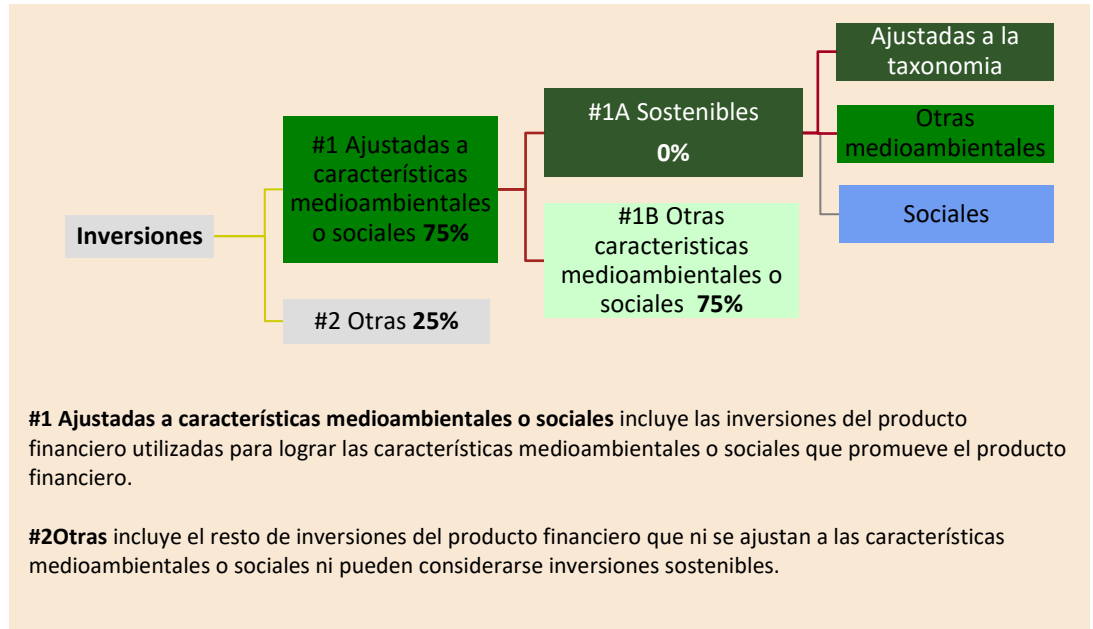 Inversiones
#1 Ajustadas a
características
medioambientales
o sociales 75%
#2 Otras 25%
#1A Sostenibles
0%
#1B Otras
caracteristicas
medioambientales o
sociales 75%
Ajustadas a la
taxonomia
Otras
medioambientales
Sociales
#1 Ajustadas a características medioambientales o sociales incluye las inversiones del producto
financiero utilizadas para lograr las características medioambientales o sociales que promueve el producto
financiero.
#2Otras incluye el resto de inversiones del producto financiero que ni se ajustan a las características
medioambientales o sociales ni pueden considerarse inversiones sostenibles.